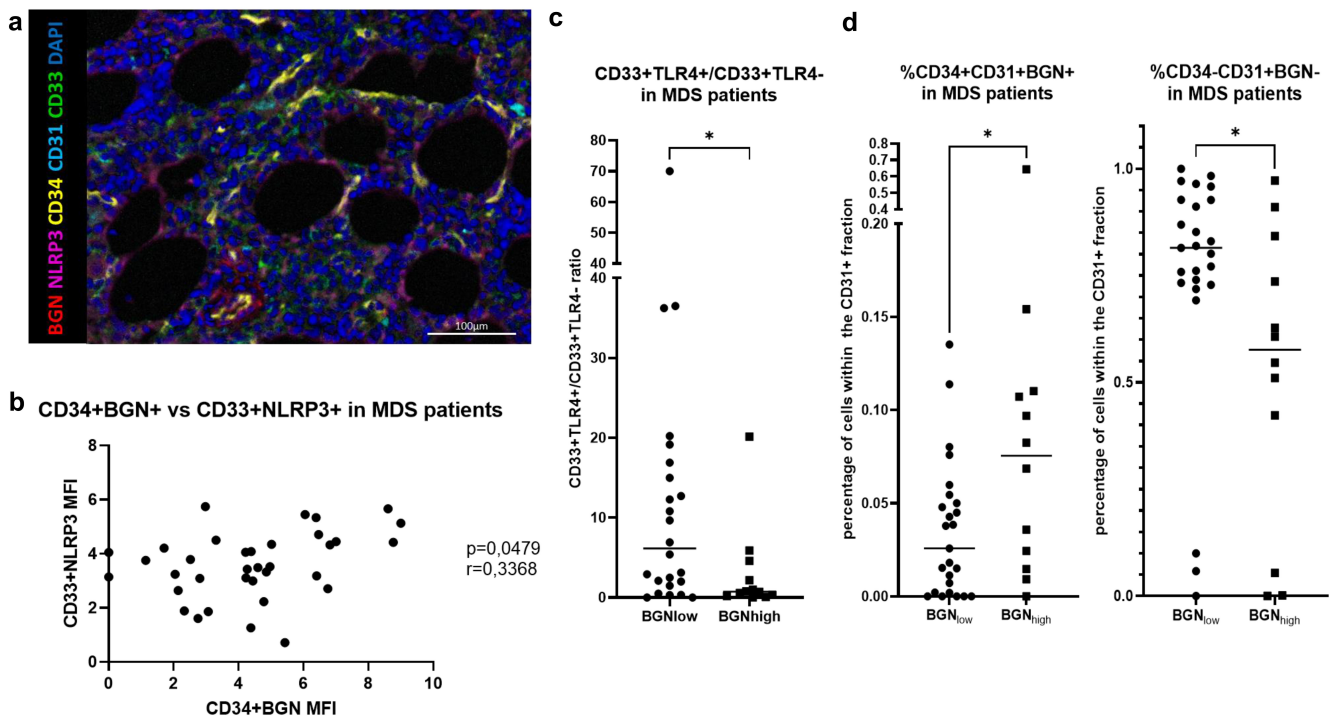 a
BGN NLRP3 CD34 CD31 CD33 DAPI
100μm
b
CD34+BGN+ vs CD33+NLRP3+ in MDS patients
CD33+NLRP3 MFI
8
6
4
2
0
0 2 4 6 8 10
CD34+BGN MFI
p=0,0479
r=0,3368
c
CD33+TLR4+/CD33+TLR4-
in MDS patients
*
CD33+TLR4+/CD33+TLR4- ratio
80
70
60
50
40
40
30
20
10
0
BGNlow BGNhigh
d
%CD34+CD31+BGN+
in MDS patients
*
percentage of cells within the CD31+ fraction
0.8
0.7
0.6
0.5
0.4
0.20
0.15
0.10
0.05
0.00
BGNlow BGNhigh
%CD34-CD31+BGN-
in MDS patients
*
percentage of cells within the CD31+ fraction
1.0
0.5
0.0
BGNlow BGNhigh